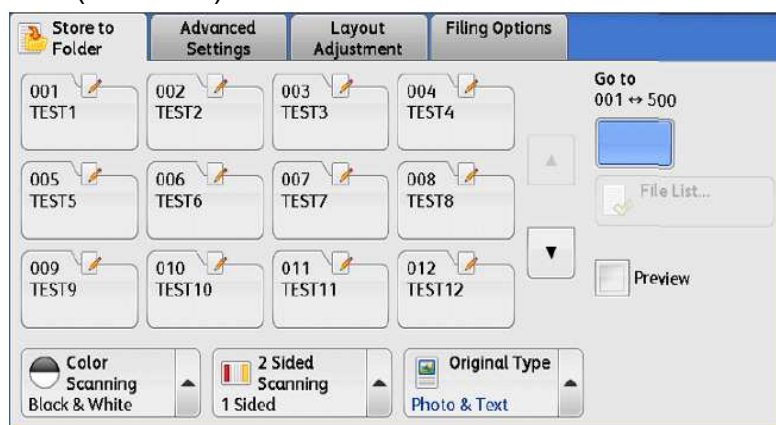 Store to
Folder
Advanced
Settings
Layout
Adjustment
Filing Options
001
TEST1
002
TEST2
003
TEST3
004
TEST4
Go to
001 ↔ 500
005
TEST5
006
TEST6
007
TEST7
008
TEST8
File List...
009
TEST9
010
TEST10
011
TEST11
012
TEST12
Preview
Color
Scanning
Black & White
2 Sided
Scanning
1 Sided
Original Type
Photo & Text